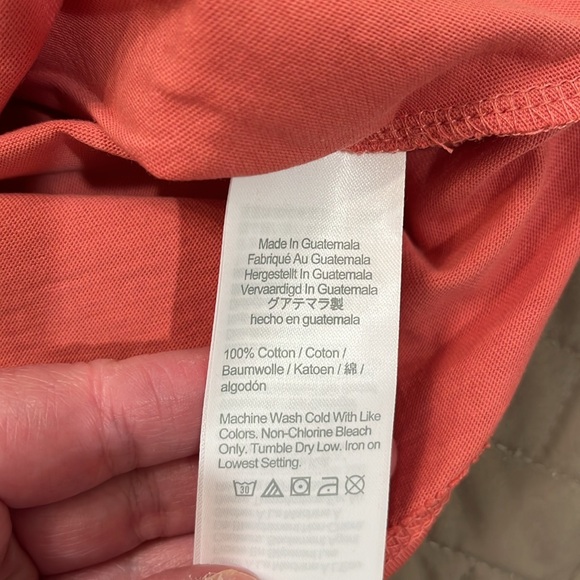 Made In Guatemala
Fabriqué Au Guatemala
Hergestellt In Guatemala
Vervaardigd In Guatemala
グアテマラ製
hecho en guatemala
100% Cotton / Coton /
Baumwolle / Katoen / 綿 /
algodón
Machine Wash Cold With Like
Colors. Non-Chlorine Bleach
Only. Tumble Dry Low. Iron on
Lowest Setting.
30